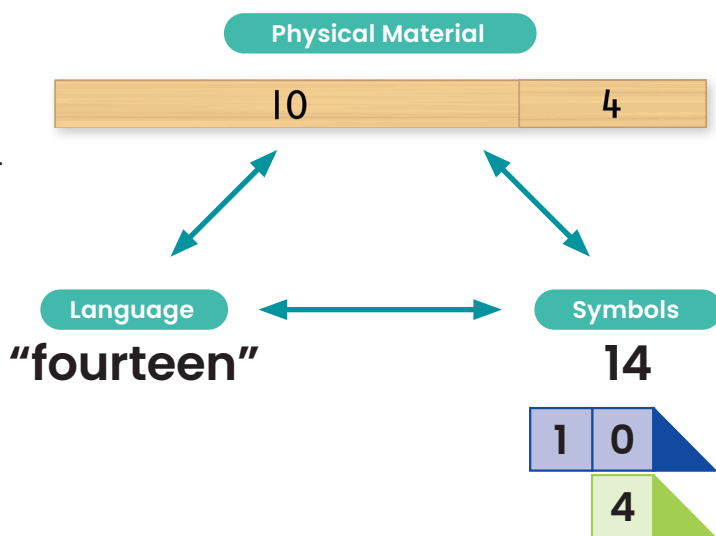 Physical Material
10 4
Language
Symbols
“fourteen”
14
1 0
4